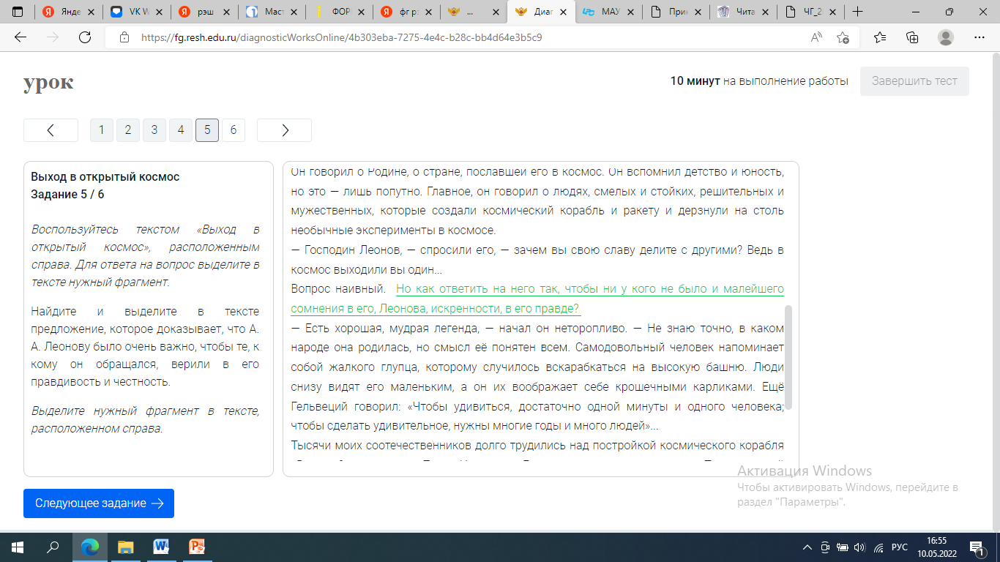 Янде
VK W
рэш
Маст
ФОР
фг рэ
...
Диаг
МАУ
При
Чита
ЧГ_2
https://fg.resh.edu.ru/diagnosticWorksOnline/4b303eba-7275-4e4c-b28c-bb4d64e3b5c9
урок
10 минут на выполнение работы
Завершить тест
1 2 3 4 5 6
Выход в открытый космос
Задание 5 / 6
Воспользуйтесь текстом «Выход в
открытый космос», расположенным
справа. Для ответа на вопрос выделите в
тексте нужный фрагмент.
Найдите и выделите в тексте
предложение, которое доказывает, что А.
А. Леонову было очень важно, чтобы те, к
кому он обращался, верили в его
правдивость и честность.
Выделите нужный фрагмент в тексте,
расположенном справа.
Он говорил о Родине, о стране, пославшей его в космос. Он вспомнил детство и юность,
но это — лишь попутно. Главное, он говорил о людях, смелых и стойких, решительных и
мужественных, которые создали космический корабль и ракету и дерзнули на столь
необычные эксперименты в космосе.
— Господин Леонов, — спросили его, — зачем вы свою славу делите с другими? Ведь в
космос выходили вы один...
Вопрос наивный. Но как ответить на него так, чтобы ни у кого не было и малейшего
сомнения в его, Леонова, искренности, в его правде?
— Есть хорошая, мудрая легенда, — начал он неторопливо. — Не знаю точно, в каком
народе она родилась, но смысл её понятен всем. Самодовольный человек напоминает
собой жалкого глупца, которому случилось вскарабкаться на высокую башню. Люди
снизу видят его маленьким, а он их воображает себе крошечными карликами. Ещё
Гельвеций говорил: «Чтобы удивиться, достаточно одной минуты и одного человека;
чтобы сделать удивительное, нужны многие годы и много людей»...
Тысячи моих соотечественников долго трудились над постройкой космического корабля
Следующее задание
Активация Windows
Чтобы активировать Windows, перейдите в
раздел "Параметры".
РУС
16:55
10.05.2022
1